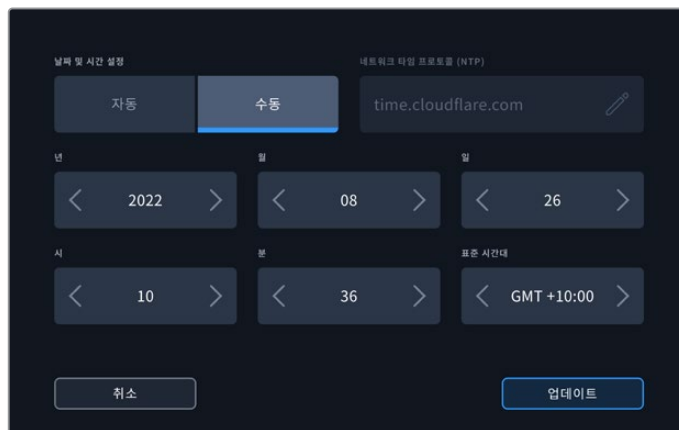 날짜 및 시간 설정
네트워크 타임 프로토콜 (NTP)
자동
수동
time.cloudflare.com
년
월
일
2022
08
26
시
분
표준 시간대
10
36
GMT +10:00
취소
업데이트